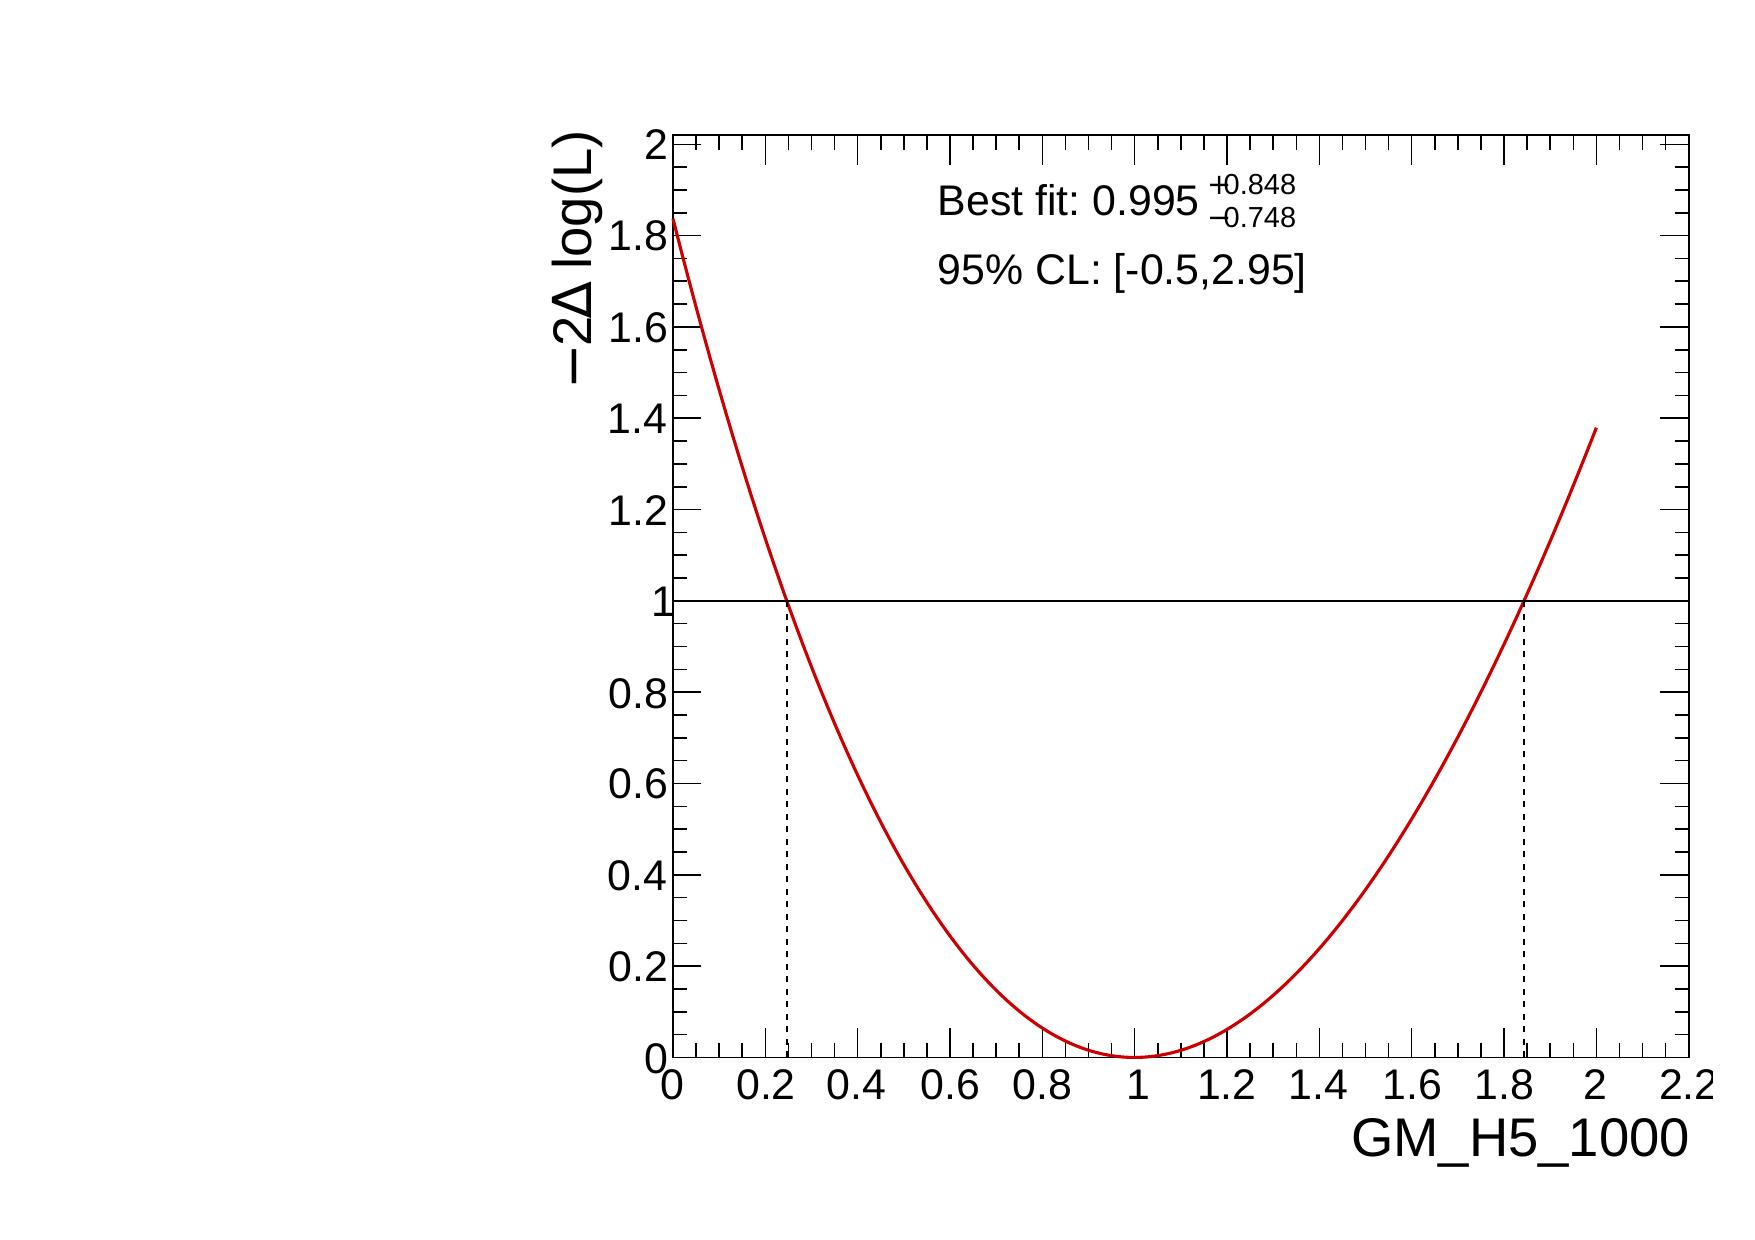 −2Δ log(L)
Best fit: 0.995 +0.848 −0.748
95% CL: [-0.5,2.95]
2
1.8
1.6
1.4
1.2
1
0.8
0.6
0.4
0.2
0
0 0.2 0.4 0.6 0.8 1 1.2 1.4 1.6 1.8 2 2.2
GM_H5_1000